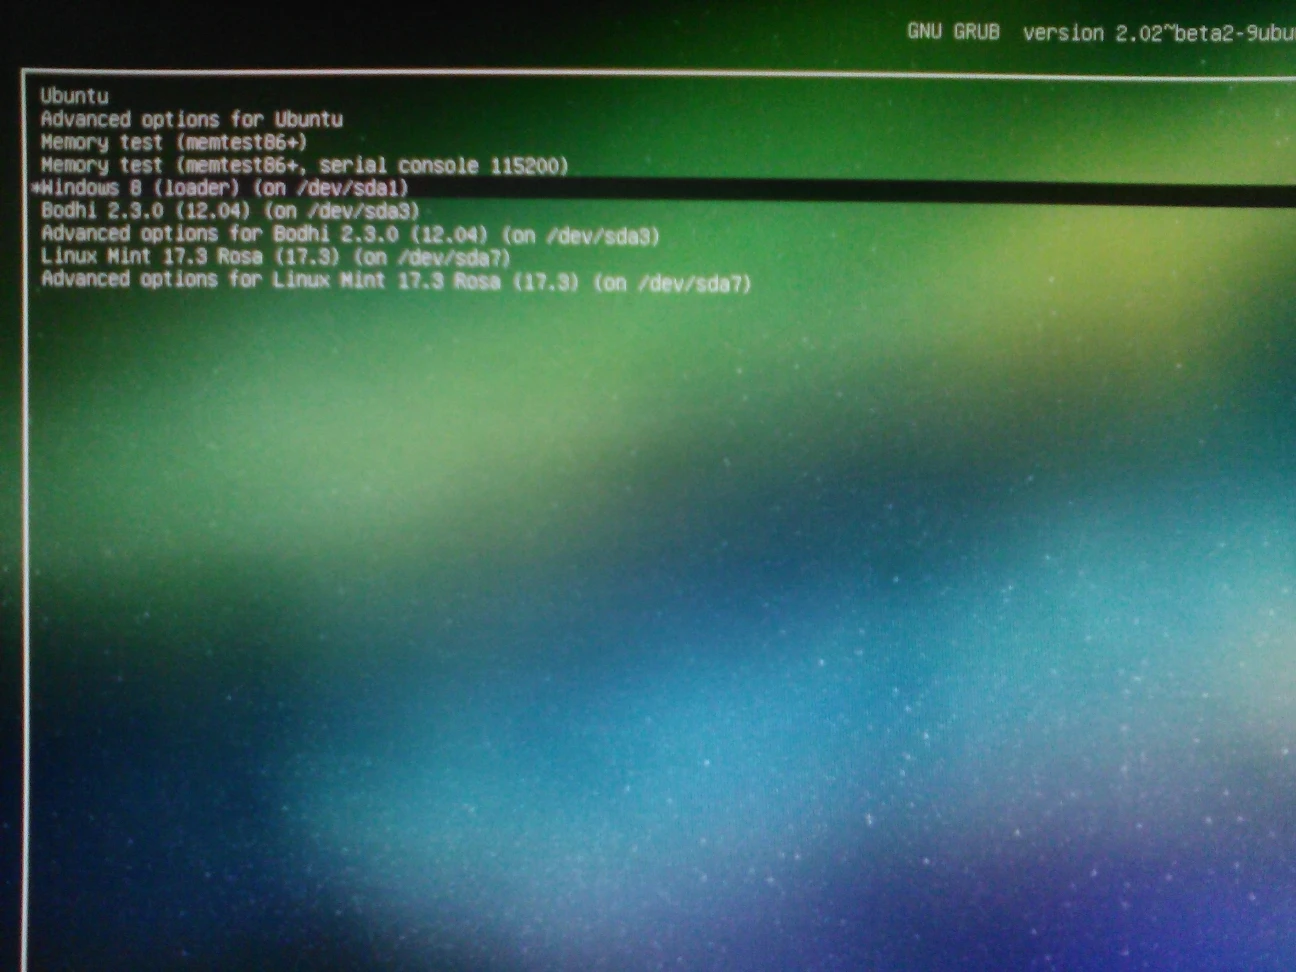 GNU GRUB version 2.02~beta2-9ubu
Ubuntu
Advanced options for Ubuntu
Memory test (memtest86+)
Memory test (memtest86+, serial console 115200)
*Windows 8 (loader) (on /dev/sda1)
Bodhi 2.3.0 (12.04) (on /dev/sda3)
Advanced options for Bodhi 2.3.0 (12.04) (on /dev/sda3)
Linux Mint 17.3 Rosa (17.3) (on /dev/sda7)
Advanced options for Linux Mint 17.3 Rosa (17.3) (on /dev/sda7)